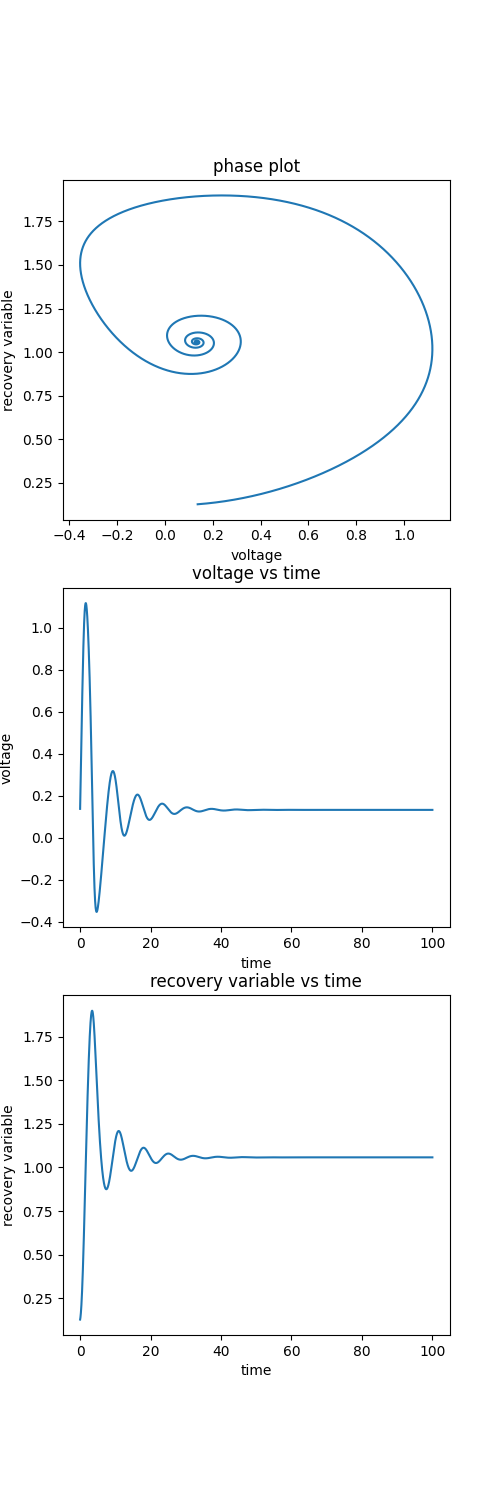 phase plot
1.75
1.50
1.25
1.00
0.75
0.50
0.25
recovery variable
−0.4 −0.2 0.0 0.2 0.4 0.6 0.8 1.0
voltage
voltage vs time
1.0
0.8
0.6
0.4
0.2
0.0
−0.2
−0.4
voltage
0 20 40 60 80 100
time
recovery variable vs time
1.75
1.50
1.25
1.00
0.75
0.50
0.25
recovery variable
0 20 40 60 80 100
time